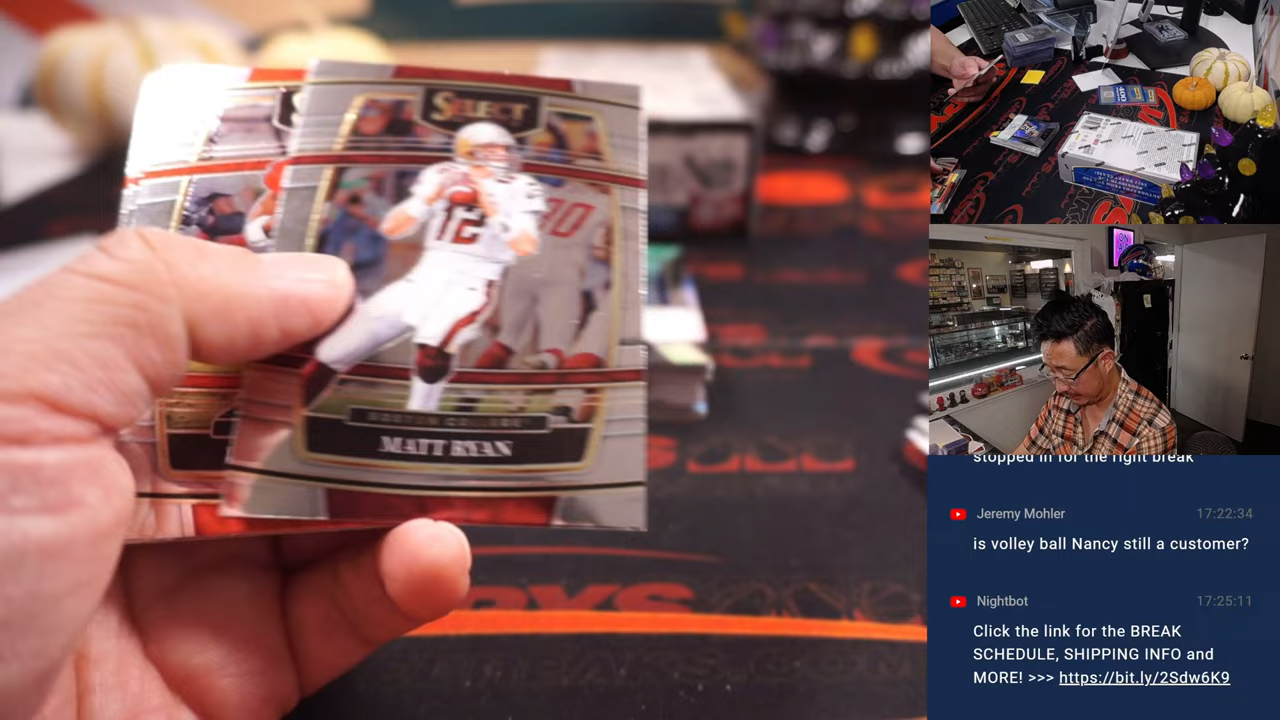 SELECT
12
BOSTON COLLEGE
MATT RYAN
stopped in for the right break
Jeremy Mohler
17:22:34
is volley ball Nancy still a customer?
Nightbot
17:25:11
Click the link for the BREAK
SCHEDULE, SHIPPING INFO and
MORE! >>> https://bit.ly/2Sdw6K9